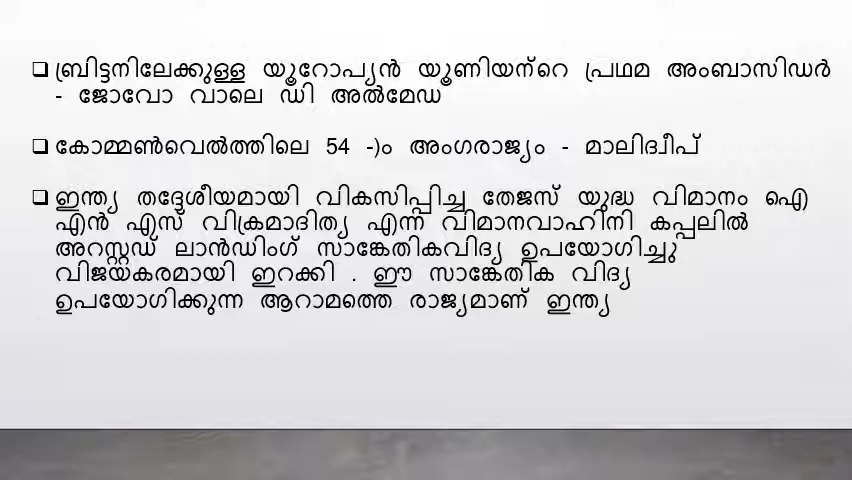 ❑ ബ്രിട്ടനിലേക്കുള്ള യൂറോപ്യൻ യൂണിയന്റെ പ്രഥമ അംബാസിഡർ
- ജോവോ വാലെ ഡി അൽമേഡ
❑ കോമ്മൺവെൽത്തിലെ 54 -)ം അംഗരാജ്യം - മാലിദ്വീപ്
❑ ഇന്ത്യ തദ്ദേശീയമായി വികസിപ്പിച്ച തേജസ് യുദ്ധ വിമാനം ഐ
എൻ എസ് വിക്രമാദിത്യ എന്ന വിമാനവാഹിനി കപ്പലിൽ
അറസ്റ്റഡ് ലാൻഡിംഗ് സാങ്കേതികവിദ്യ ഉപയോഗിച്ചു
വിജയകരമായി ഇറക്കി . ഈ സാങ്കേതിക വിദ്യ
ഉപയോഗിക്കുന്ന ആറാമത്തെ രാജ്യമാണ് ഇന്ത്യ